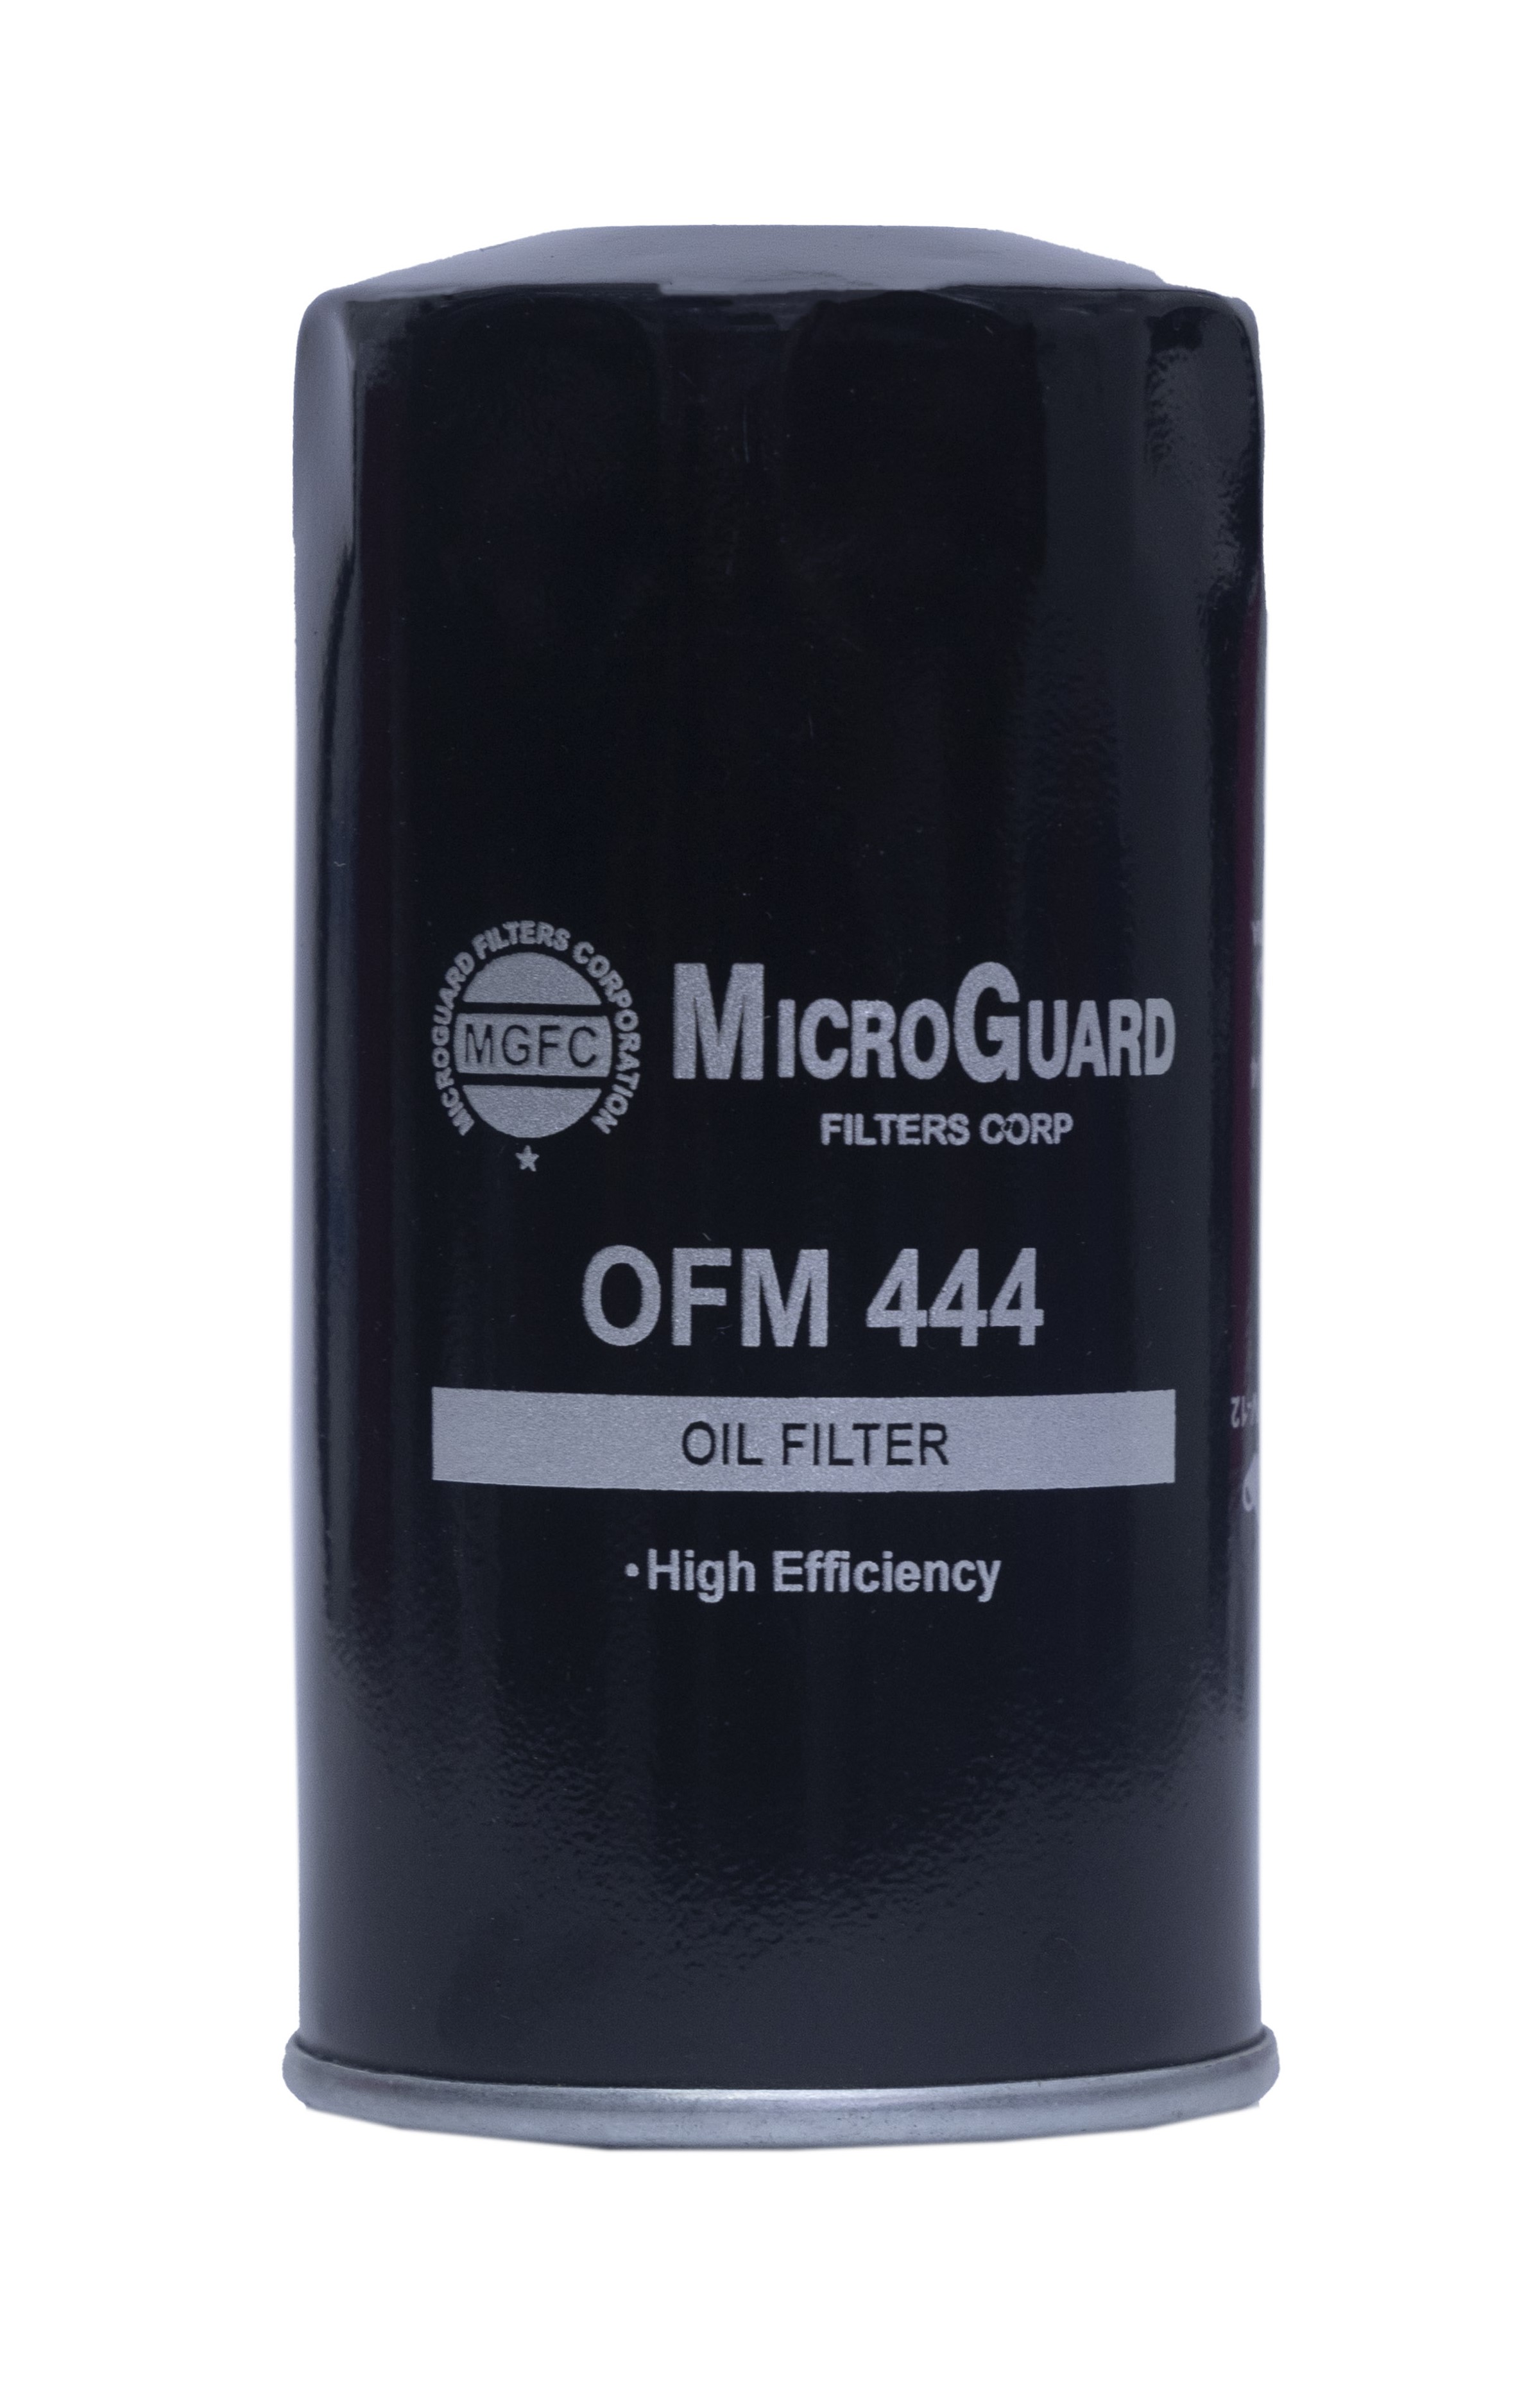 MICROGUARD FILTERS CORPORATION
MGFC
MICROGUARD
FILTERS CORP
OFM 444
OIL FILTER
•High Efficiency